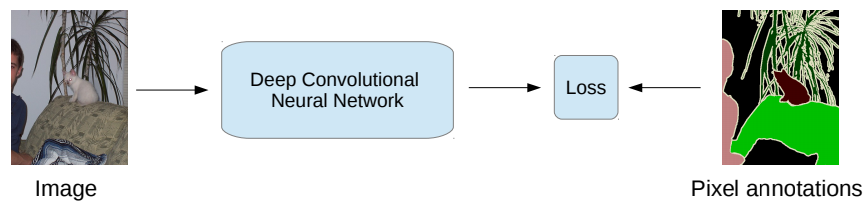 Deep Convolutional
Neural Network
Loss
Image
Pixel annotations